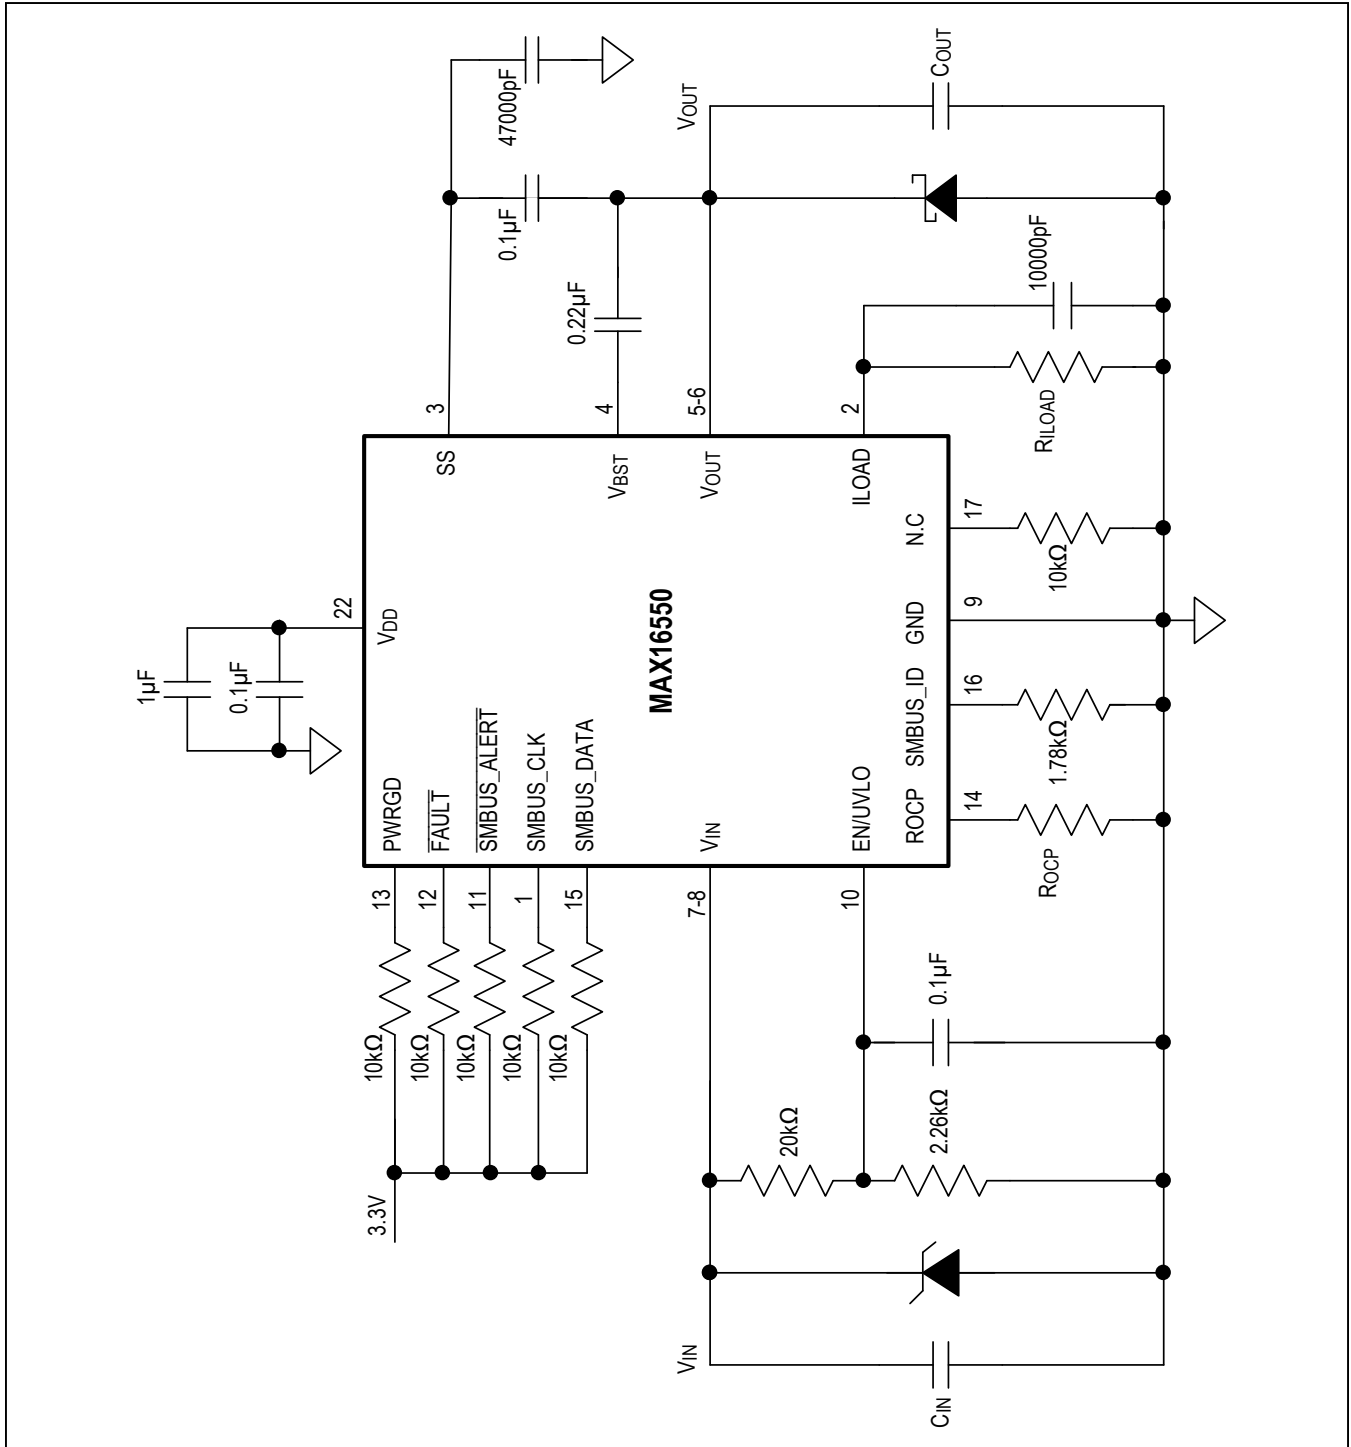 1µF
0.1µF
22
VDD
47000pF
0.1µF
0.22µF
3
4
5-6
2
SS
VBST
VOUT
ILOAD
VOUT
COUT
10000pF
RILOAD
MAX16550
PWRGD
FAULT
SMBUS_ALERT
SMBUS_CLK
SMBUS_DATA
VIN
EN/UVLO
ROCP
SMBUS_ID
GND
N.C
13
12
11
1
15
7-8
10
14
16
9
17
ROCP
1.78kΩ
10kΩ
10kΩ
10kΩ
10kΩ
10kΩ
10kΩ
3.3V
20kΩ
2.26kΩ
0.1µF
VIN
CIN